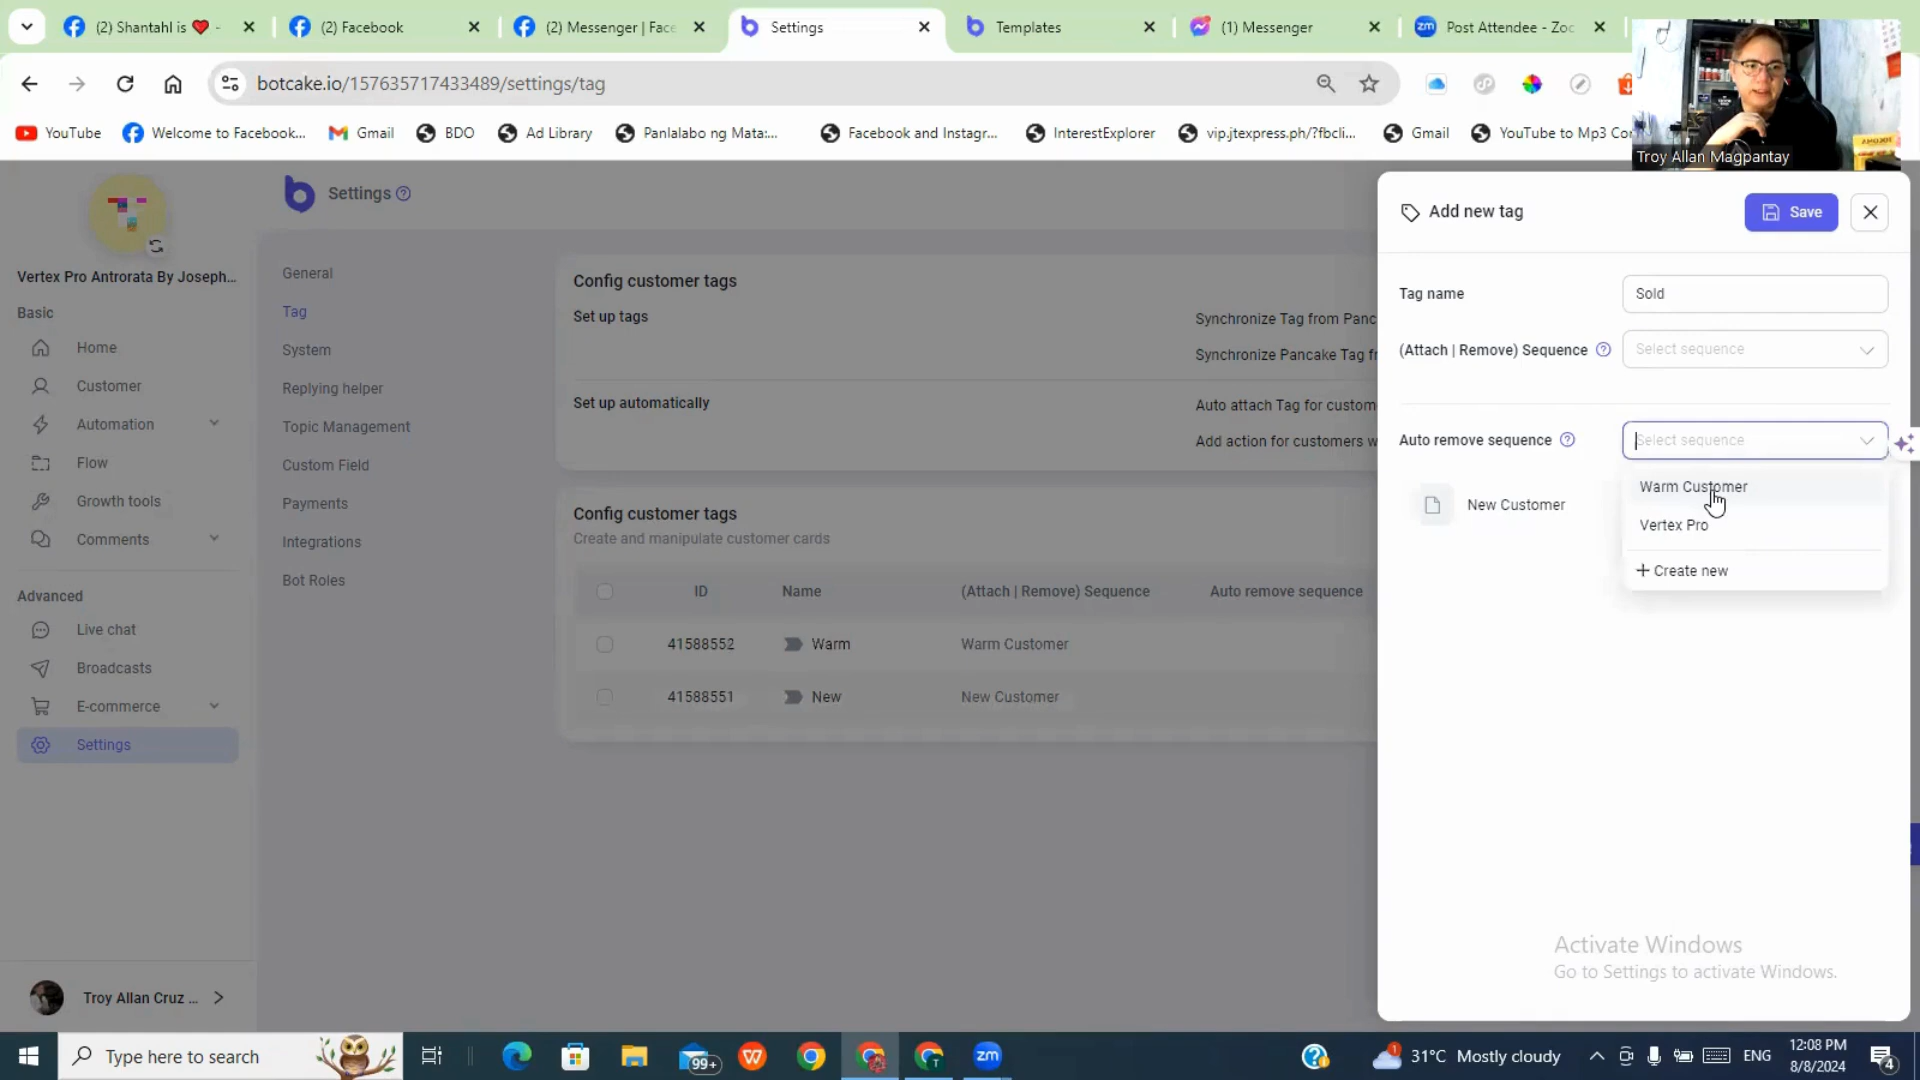 (2) Shantahl is ❤ -
(2) Facebook
(2) Messenger | Face
Settings
Templates
(1) Messenger
Post Attendee - Zoo
botcake.io/157635717433489/settings/tag
YouTube
Welcome to Facebook...
Gmail
BDO
Ad Library
Panlalabo ng Mata:...
Facebook and Instagr...
InterestExplorer
vip.jtexpress.ph/?fbcli...
Gmail
YouTube to Mp3 Con
Troy Allan Magpantay
Vertex Pro Antrorata By Joseph...
Basic
Home
Customer
Automation
Flow
Growth tools
Comments
Advanced
Live chat
Broadcasts
E-commerce
Settings
Troy Allan Cruz ...
Settings
General
Tag
System
Replying helper
Topic Management
Custom Field
Payments
Integrations
Bot Roles
Config customer tags
Set up tags
Synchronize Tag from Panc
Synchronize Pancake Tag fr
Set up automatically
Auto attach Tag for custom
Add action for customers w
Config customer tags
Create and manipulate customer cards
ID Name (Attach | Remove) Sequence Auto remove sequence
41588552 Warm Warm Customer
41588551 New New Customer
Add new tag
Save
Tag name
Sold
(Attach | Remove) Sequence
Select sequence
Auto remove sequence
Select sequence
New Customer
Warm Customer
Vertex Pro
+ Create new
Activate Windows
Go to Settings to activate Windows.
Type here to search
99+
zm
31°C Mostly cloudy
ENG
12:08 PM
8/8/2024
4